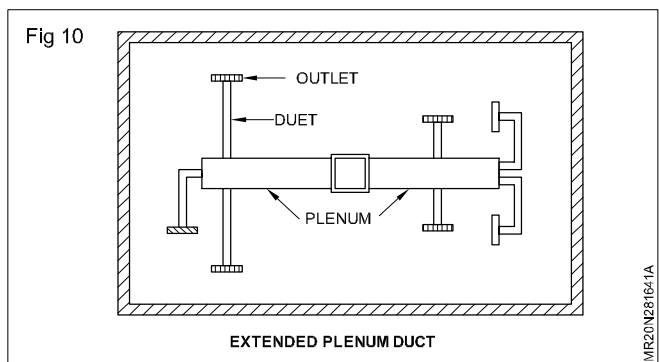 Fig 10
OUTLET
DUET
PLENUM
EXTENDED PLENUM DUCT
MR20N281641A